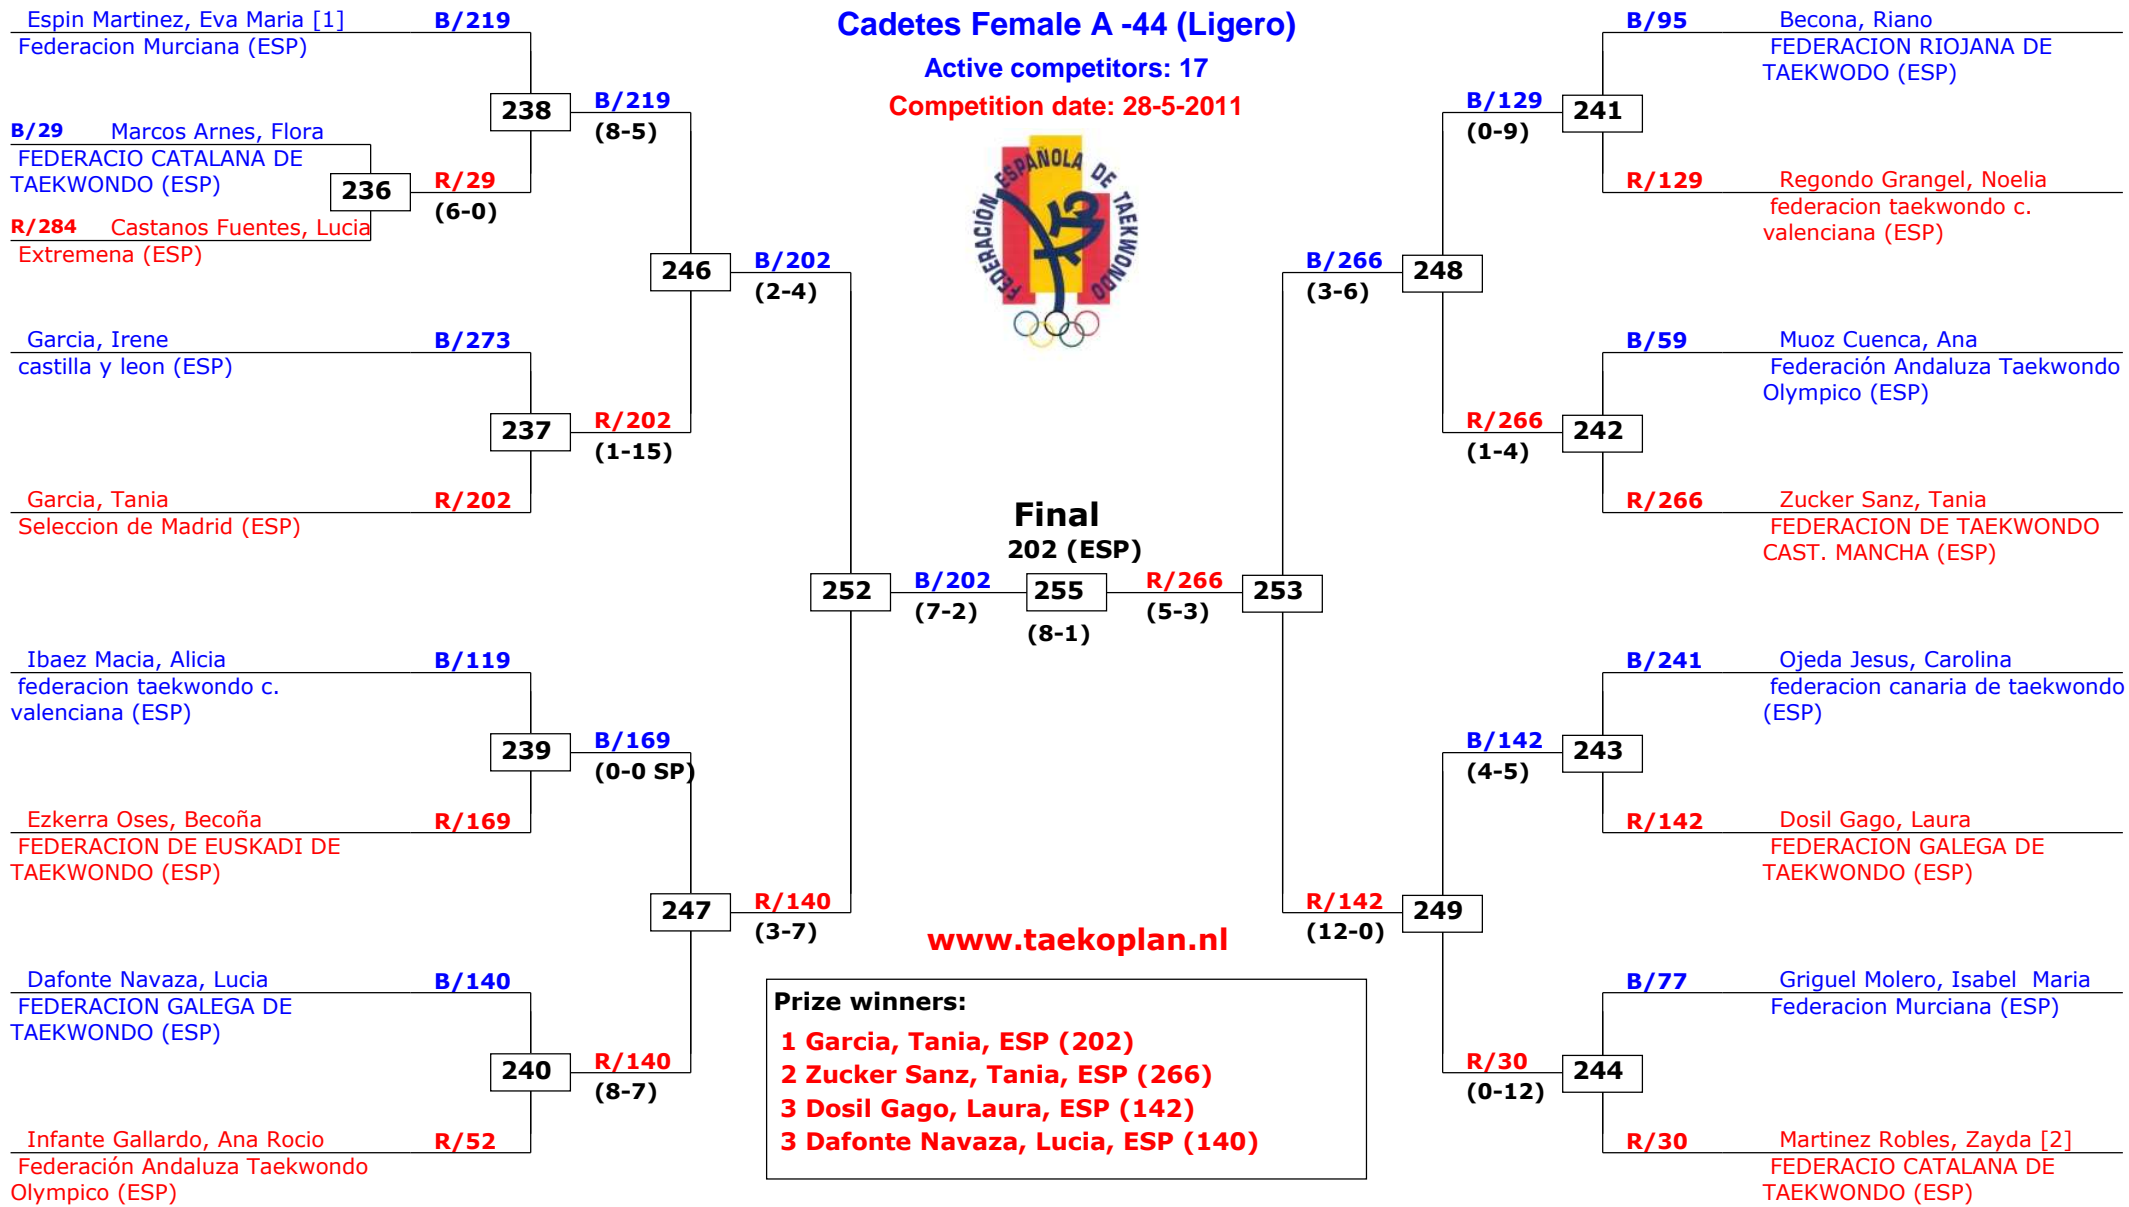 Cadetes Female A -44 (Ligero)
Active competitors: 17
Competition date: 28-5-2011
FEDERACIÓN ESPAÑOLA DE TAEKWONDO
Espin Martinez, Eva Maria [1] B/219
Federacion Murciana (ESP)
238
B/219
(8-5)
B/29 Marcos Arnes, Flora
FEDERACIO CATALANA DE
TAEKWONDO (ESP)
236
R/29
(6-0)
R/284 Castanos Fuentes, Lucia
Extremena (ESP)
246
B/202
(2-4)
Garcia, Irene B/273
castilla y leon (ESP)
237
R/202
(1-15)
Garcia, Tania R/202
Seleccion de Madrid (ESP)
252
B/202
(7-2)
Ibaez Macia, Alicia B/119
federacion taekwondo c.
valenciana (ESP)
239
B/169
(0-0 SP)
Ezkerra Oses, Becoña R/169
FEDERACION DE EUSKADI DE
TAEKWONDO (ESP)
247
R/140
(3-7)
Dafonte Navaza, Lucia B/140
FEDERACION GALEGA DE
TAEKWONDO (ESP)
240
R/140
(8-7)
Infante Gallardo, Ana Rocio R/52
Federación Andaluza Taekwondo
Olympico (ESP)
Final
202 (ESP)
255
(8-1)
R/266
(5-3)
253
B/95 Becona, Riano
FEDERACION RIOJANA DE
TAEKWODO (ESP)
B/129
(0-9)
241
R/129 Regondo Grangel, Noelia
federacion taekwondo c.
valenciana (ESP)
B/266
(3-6)
248
B/59 Muoz Cuenca, Ana
Federación Andaluza Taekwondo
Olympico (ESP)
R/266
(1-4)
242
R/266 Zucker Sanz, Tania
FEDERACION DE TAEKWONDO
CAST. MANCHA (ESP)
B/241 Ojeda Jesus, Carolina
federacion canaria de taekwondo
(ESP)
B/142
(4-5)
243
R/142 Dosil Gago, Laura
FEDERACION GALEGA DE
TAEKWONDO (ESP)
R/142
(12-0)
249
B/77 Griguel Molero, Isabel Maria
Federacion Murciana (ESP)
R/30
(0-12)
244
R/30 Martinez Robles, Zayda [2]
FEDERACIO CATALANA DE
TAEKWONDO (ESP)
www.taekoplan.nl
Prize winners:
1 Garcia, Tania, ESP (202)
2 Zucker Sanz, Tania, ESP (266)
3 Dosil Gago, Laura, ESP (142)
3 Dafonte Navaza, Lucia, ESP (140)